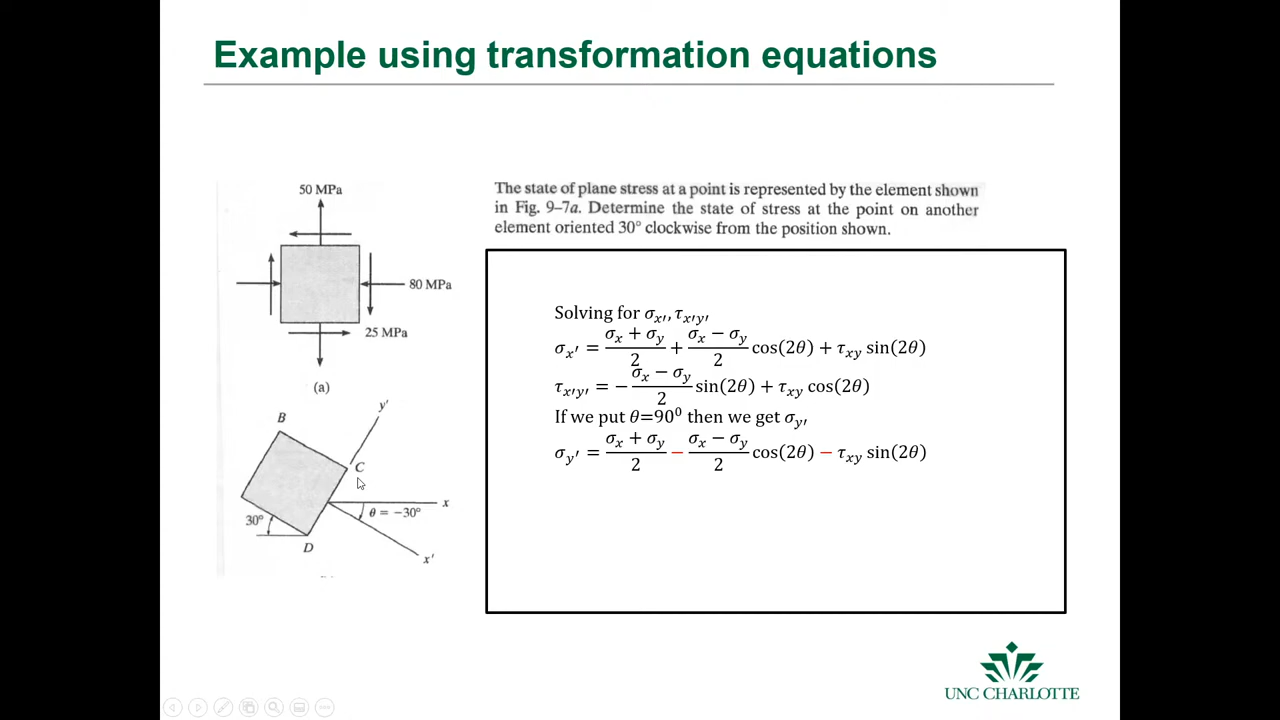 Example using transformation equations
50 MPa
80 MPa
25 MPa
(a)
The state of plane stress at a point is represented by the element shown
in Fig. 9–7a. Determine the state of stress at the point on another
element oriented 30° clockwise from the position shown.
Solving for σx′, τx′y′
σx′ = (σx + σy)/2 + (σx − σy)/2 cos(2θ) + τxy sin(2θ)
τx′y′ = − (σx − σy)/2 sin(2θ) + τxy cos(2θ)
If we put θ=90⁰ then we get σy′
σy′ = (σx + σy)/2 − (σx − σy)/2 cos(2θ) − τxy sin(2θ)
y′
B
C
x
30°
θ = −30°
D
x′
UNC CHARLOTTE